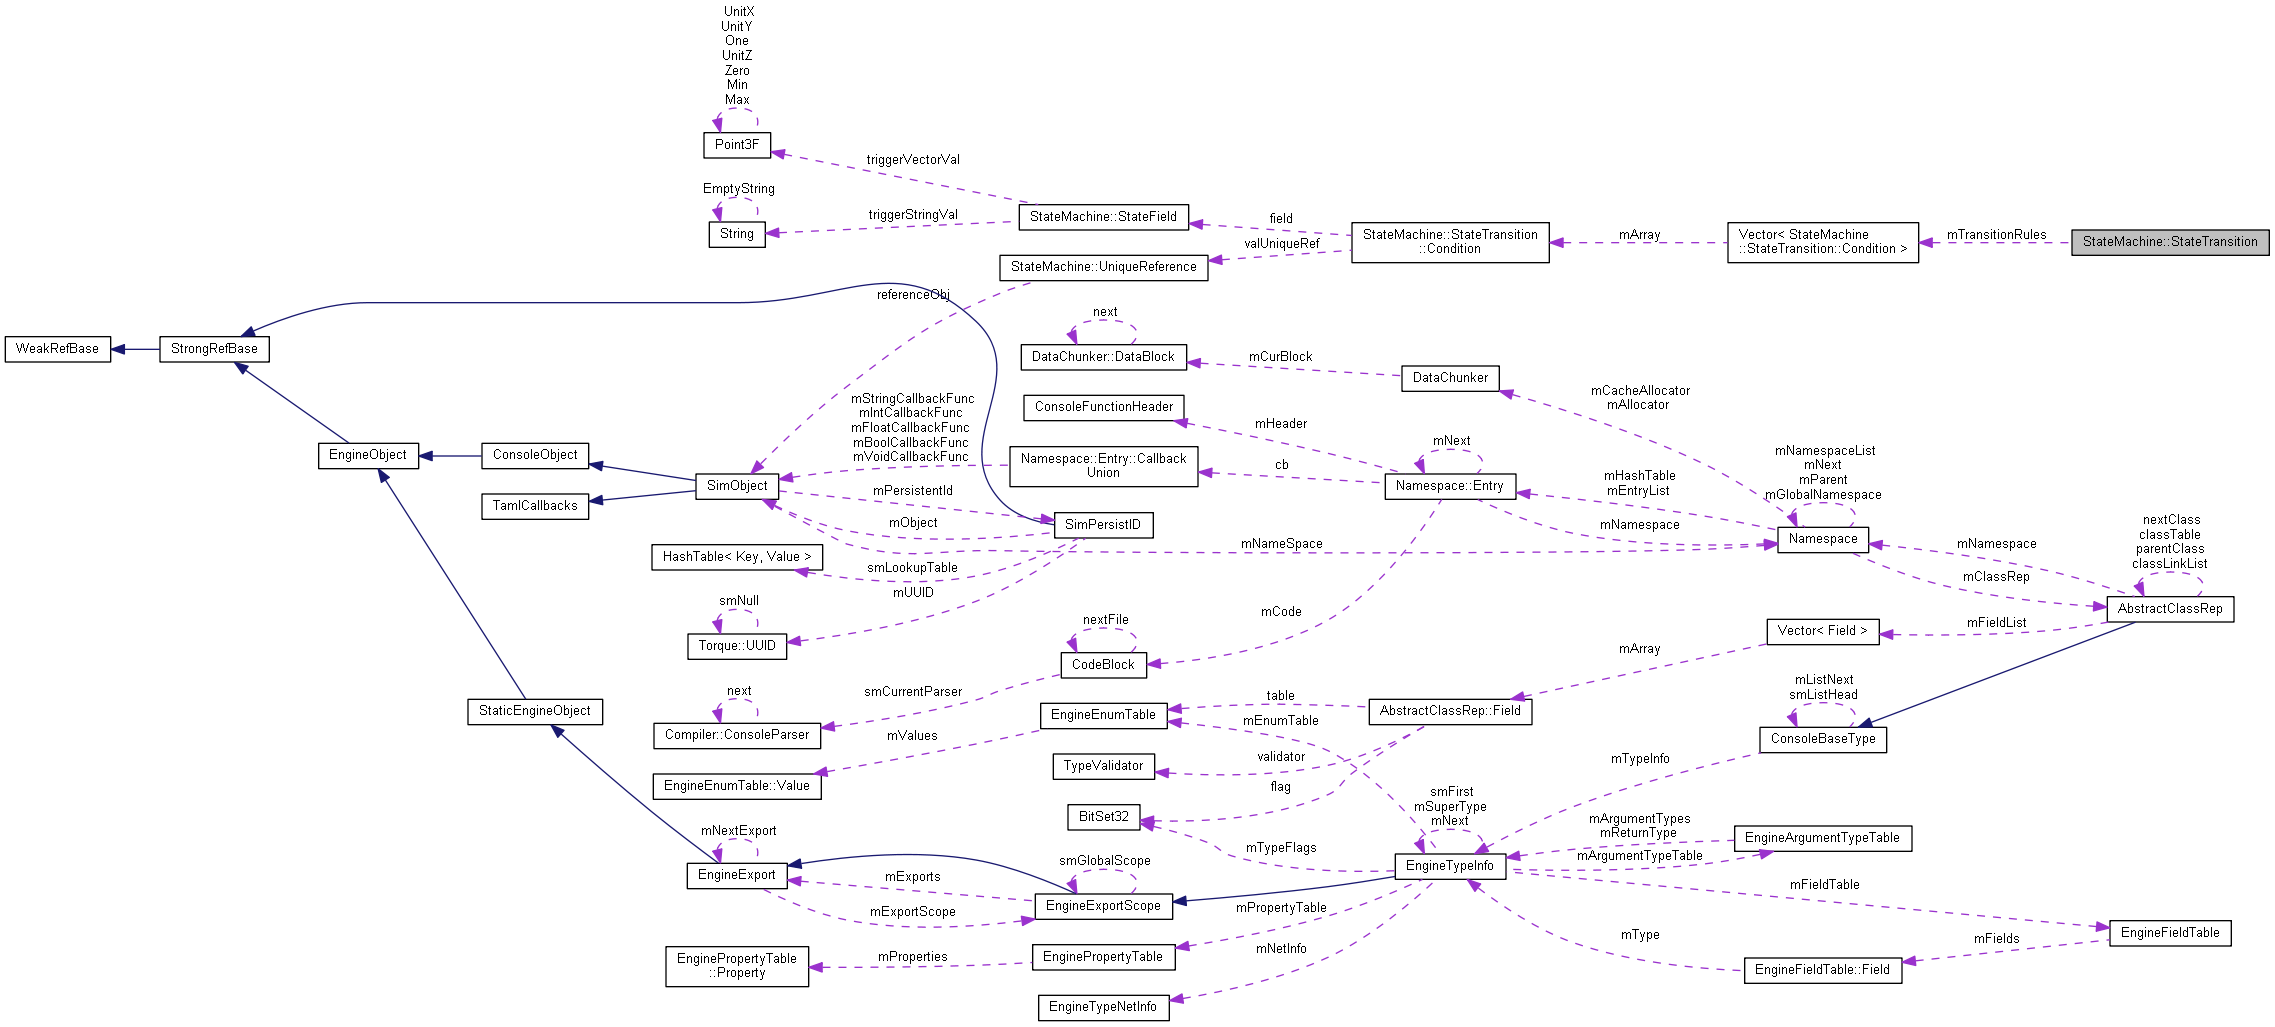 UnitX
UnitY
One
UnitZ
Zero
Min
Max
Point3F
triggerVectorVal
EmptyString
String
triggerStringVal
StateMachine::StateField
field
valUniqueRef
StateMachine::StateTransition
::Condition
mArray
Vector< StateMachine
::StateTransition::Condition >
mTransitionRules
StateMachine::StateTransition
StateMachine::UniqueReference
referenceObj
WeakRefBase
StrongRefBase
next
DataChunker::DataBlock
mCurBlock
DataChunker
mCacheAllocator
mAllocator
ConsoleFunctionHeader
mHeader
mStringCallbackFunc
mIntCallbackFunc
mFloatCallbackFunc
mBoolCallbackFunc
mVoidCallbackFunc
EngineObject
ConsoleObject
TamlCallbacks
SimObject
Namespace::Entry::Callback
Union
cb
mNext
Namespace::Entry
mHashTable
mEntryList
mNamespaceList
mNext
mParent
mGlobalNamespace
Namespace
mPersistentId
mObject
SimPersistID
mNamespace
mNameSpace
HashTable< Key, Value >
smLookupTable
mUUID
smNull
Torque::UUID
mNamespace
mClassRep
nextClass
classTable
parentClass
classLinkList
AbstractClassRep
mFieldList
Vector< Field >
mCode
nextFile
CodeBlock
smCurrentParser
mArray
StaticEngineObject
next
Compiler::ConsoleParser
EngineEnumTable
mValues
EngineEnumTable::Value
table
mEnumTable
AbstractClassRep::Field
mListNext
smListHead
ConsoleBaseType
TypeValidator
validator
flag
BitSet32
mTypeInfo
mTypeFlags
smFirst
mSuperType
mNext
EngineTypeInfo
mArgumentTypes
mReturnType
mArgumentTypeTable
EngineArgumentTypeTable
mNextExport
EngineExport
mExports
mExportScope
smGlobalScope
EngineExportScope
mPropertyTable
mNetInfo
mFieldTable
EngineFieldTable
mFields
mType
EngineFieldTable::Field
EnginePropertyTable
::Property
mProperties
EnginePropertyTable
EngineTypeNetInfo